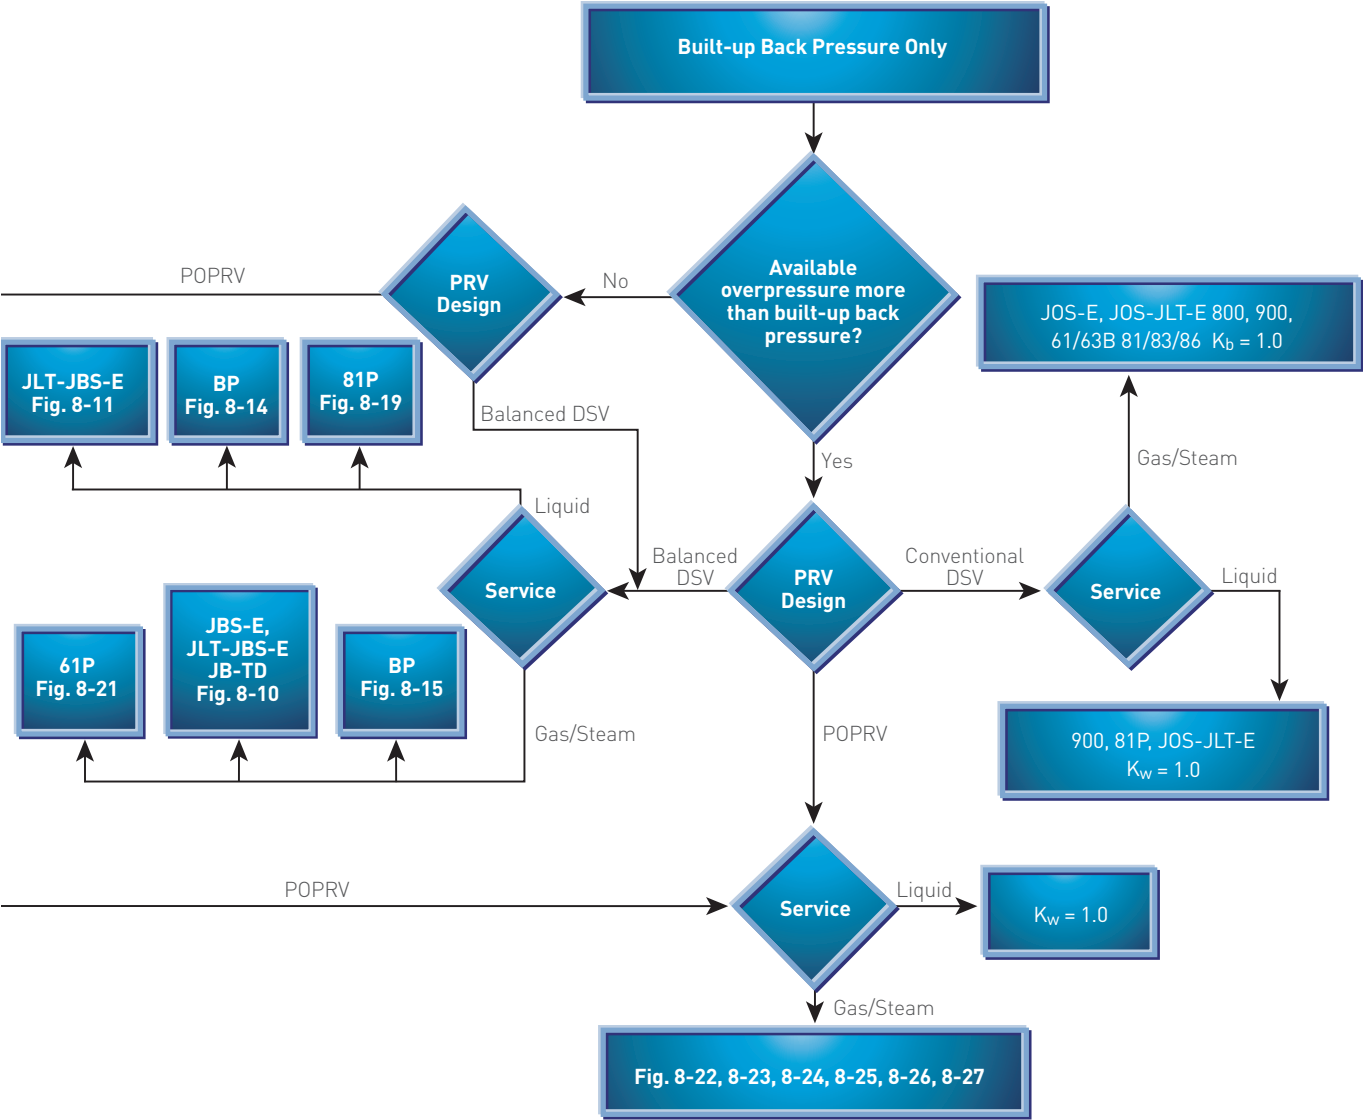 Built-up Back Pressure Only
Available
overpressure more
than built-up back
pressure?
No
PRV
Design
POPRV
JOS-E, JOS-JLT-E 800, 900,
61/63B 81/83/86 Kb = 1.0
JLT-JBS-E
Fig. 8-11
BP
Fig. 8-14
81P
Fig. 8-19
Balanced DSV
Yes
Gas/Steam
Liquid
Service
Balanced
DSV
PRV
Design
Conventional
DSV
Service
Liquid
61P
Fig. 8-21
JBS-E,
JLT-JBS-E
JB-TD
Fig. 8-10
BP
Fig. 8-15
Gas/Steam
POPRV
900, 81P, JOS-JLT-E
Kw = 1.0
POPRV
Service
Liquid
Kw = 1.0
Gas/Steam
Fig. 8-22, 8-23, 8-24, 8-25, 8-26, 8-27